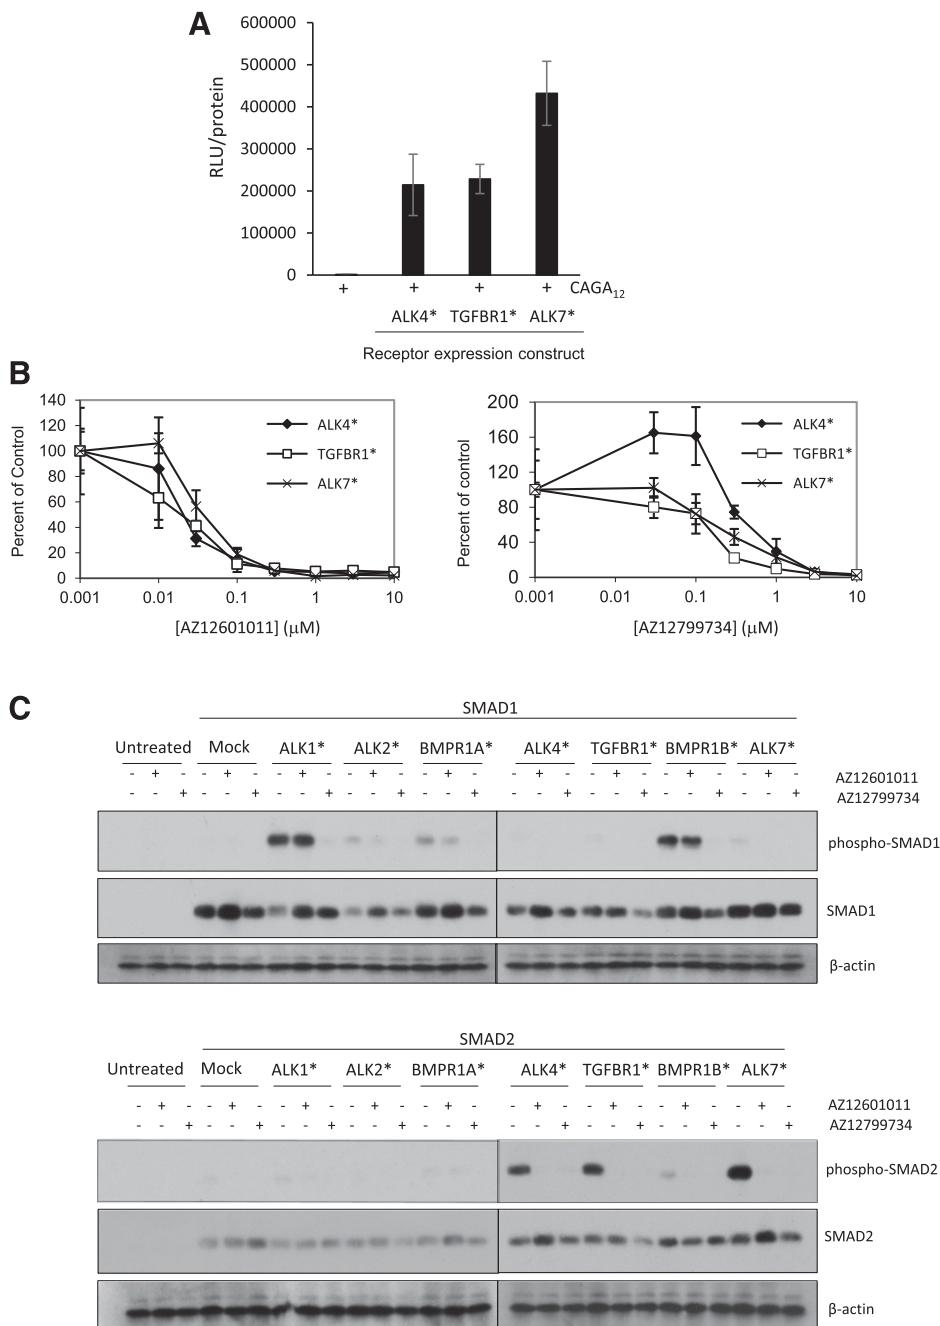 A
600000
500000
400000
300000
200000
100000
0
RLU/protein
+ + + + CAGA12
ALK4* TGFBR1* ALK7*
Receptor expression construct
B
140
120
100
80
60
40
20
0
Percent of Control
ALK4*
TGFBR1*
ALK7*
0.001 0.01 0.1 1 10
[AZ12601011] (μM)
200
160
120
80
40
0
Percent of control
ALK4*
TGFBR1*
ALK7*
0.001 0.01 0.1 1 10
[AZ12799734] (μM)
C
SMAD1
Untreated Mock ALK1* ALK2* BMPR1A* ALK4* TGFBR1* BMPR1B* ALK7*
- + - - + - - + - - + - - + - - + - - + - - + - - + - AZ12601011
- - + - - + - - + - - + - - + - - + - - + - - + - - + AZ12799734
phospho-SMAD1
SMAD1
β-actin
SMAD2
Untreated Mock ALK1* ALK2* BMPR1A* ALK4* TGFBR1* BMPR1B* ALK7*
- + - - + - - + - - + - - + - - + - - + - - + - - + - AZ12601011
- - + - - + - - + - - + - - + - - + - - + - - + - - + AZ12799734
phospho-SMAD2
SMAD2
β-actin